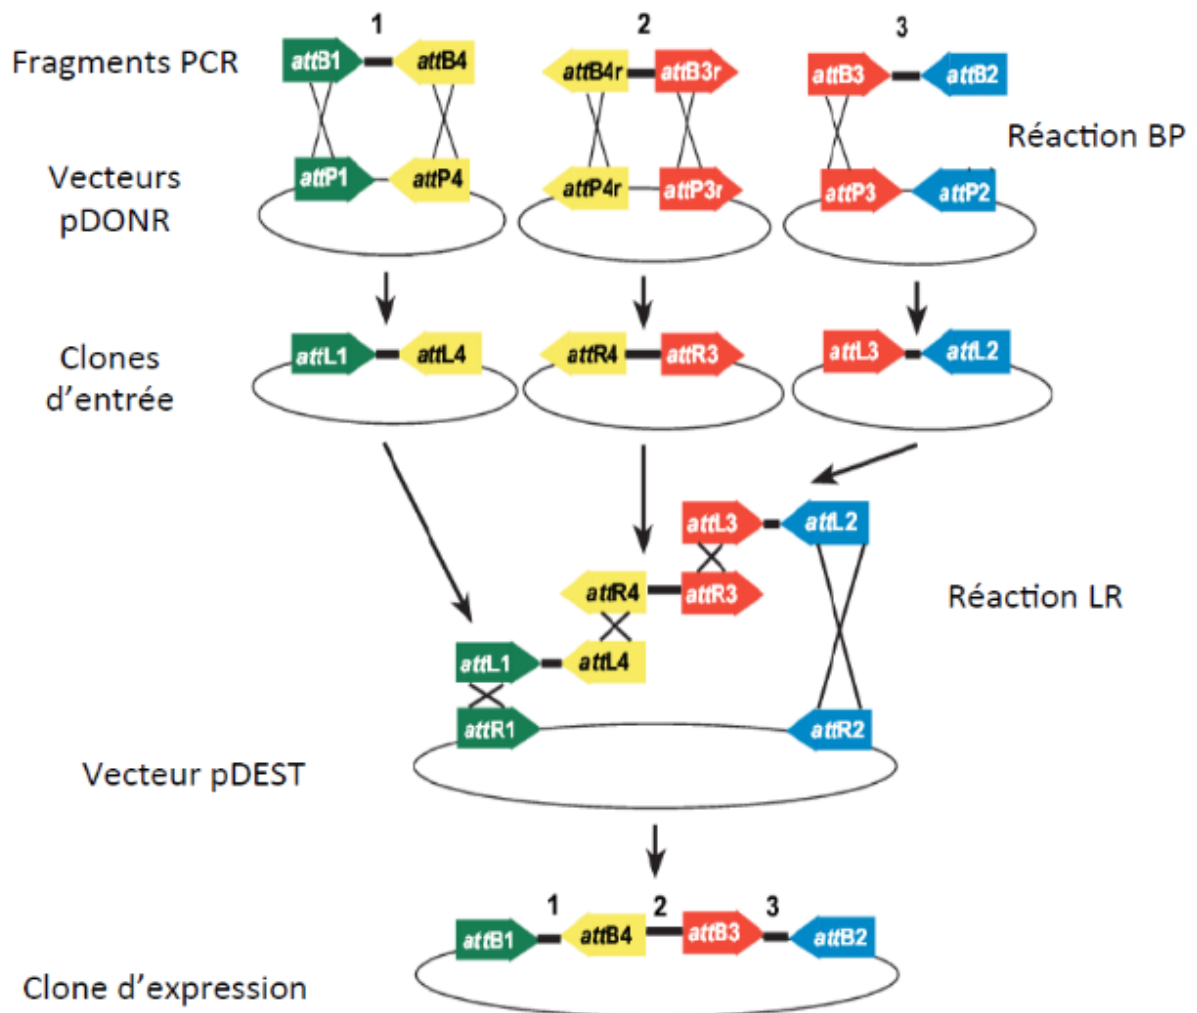 1 2 3
Fragments PCR
attB1 attB4 attB4r attB3r attB3 attB2
Réaction BP
Vecteurs
pDONR
attP1 attP4 attP4r attP3r attP3 attP2
Clones
d'entrée
attL1 attL4 attR4 attR3 attL3 attL2
attL3 attL2
attR4 attR3
Réaction LR
attL1 attL4
attR1 attR2
Vecteur pDEST
1 2 3
attB1 attB4 attB3 attB2
Clone d'expression